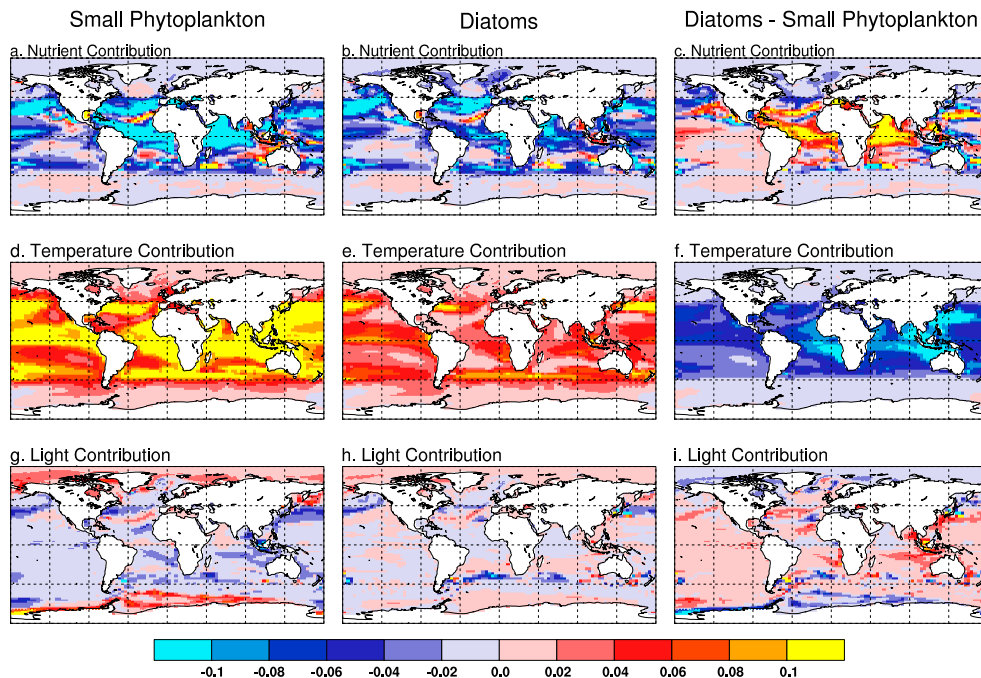 Small Phytoplankton
Diatoms
Diatoms - Small Phytoplankton
a. Nutrient Contribution
b. Nutrient Contribution
c. Nutrient Contribution
d. Temperature Contribution
e. Temperature Contribution
f. Temperature Contribution
g. Light Contribution
h. Light Contribution
i. Light Contribution
-0.1 -0.08 -0.06 -0.04 -0.02 0.0 0.02 0.04 0.06 0.08 0.1